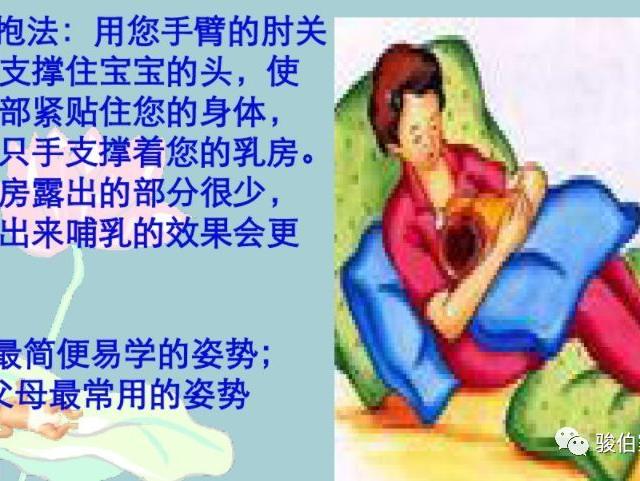 抱法：用您手臂的肘关
支撑住宝宝的头，使
部紧贴住您的身体，
只手支撑着您的乳房。
房露出的部分很少，
出来哺乳的效果会更
最简便易学的姿势；
父母最常用的姿势
骏伯